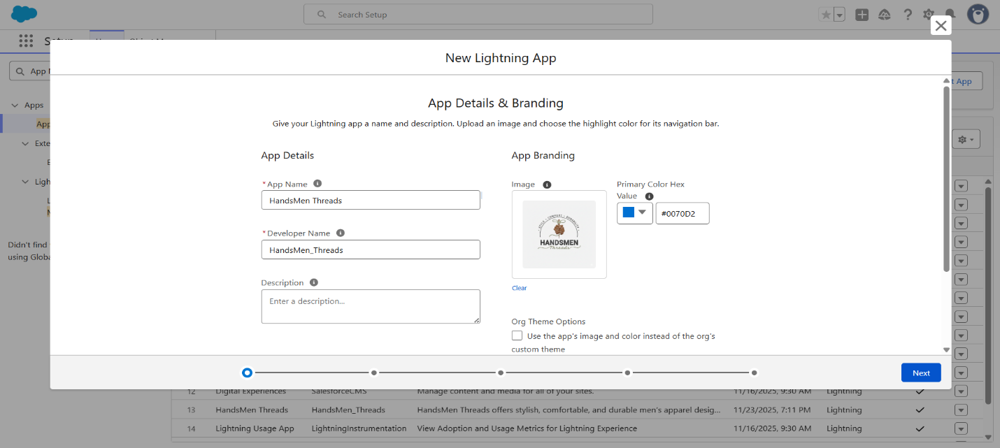 Search Setup
Setup
App
Apps
App
Exte
E
Ligh
L
Didn't find
using Globa
t App
New Lightning App
App Details & Branding
Give your Lightning app a name and description. Upload an image and choose the highlight color for its navigation bar.
App Details
* App Name
HandsMen Threads
* Developer Name
HandsMen_Threads
Description
Enter a description...
App Branding
Image
STYLE • COMFORT • DURABILITY
HANDSMEN
Threads
Clear
Primary Color Hex
Value
#0070D2
Org Theme Options
Use the app's image and color instead of the org's
custom theme
Next
12 Digital Experiences SalesforceCMS Manage content and media for all of your sites. 11/16/2025, 9:30 AM Lightning
13 HandsMen Threads HandsMen_Threads HandsMen Threads offers stylish, comfortable, and durable men's apparel desig... 11/23/2025, 7:11 PM Lightning
14 Lightning Usage App LightningInstrumentation View Adoption and Usage Metrics for Lightning Experience 11/16/2025, 9:30 AM Lightning